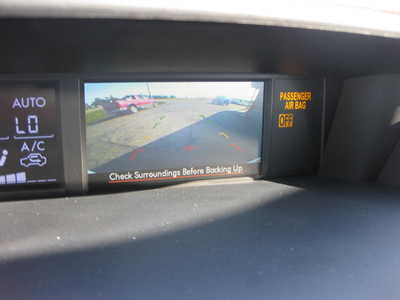 AUTO
LO
A/C
Check Surroundings Before Backing Up
PASSENGER
AIR BAG
OFF